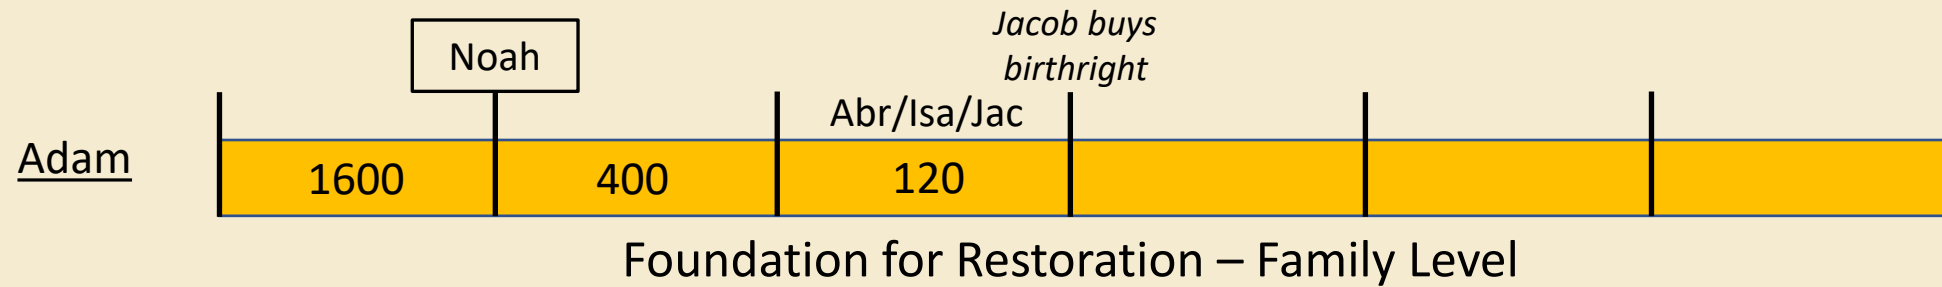 Jacob buys
birthright
Noah
Abr/Isa/Jac
Adam
1600
400
120
Foundation for Restoration – Family Level